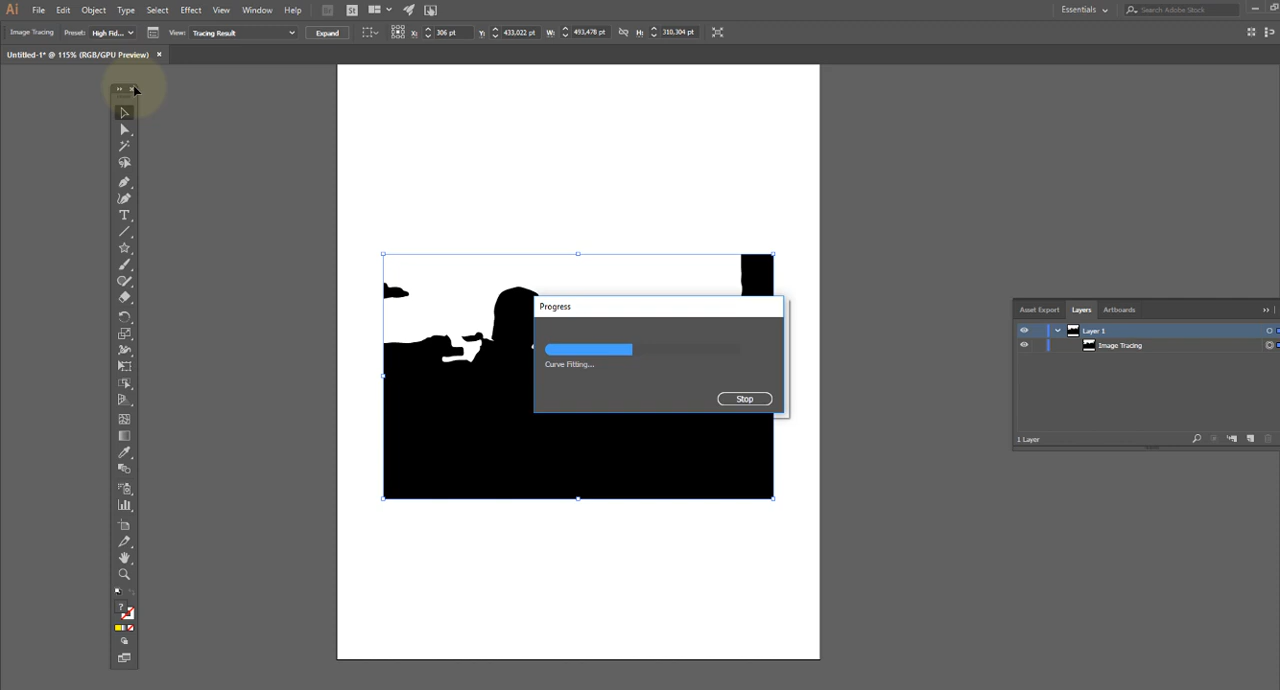 Ai File Edit Object Type Select Effect View Window Help Br St Essentials Search Adobe Stock
Image Tracing Preset: High Fid... View: Tracing Result Expand X: 306 pt Y: 433,022 pt W: 493,478 pt H: 310,304 pt
Untitled-1* @ 115% (RGB/GPU Preview)
Progress
Asset Export Layers Artboards
Layer 1
Image Tracing
Curve Fitting...
Stop
1 Layer